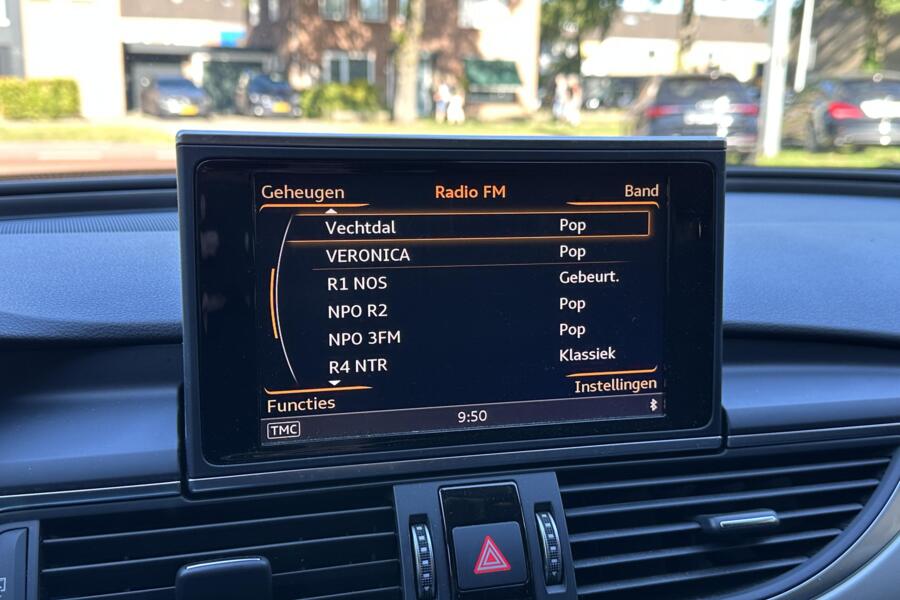 Geheugen Radio FM Band
Vechtdal Pop
VERONICA Pop
R1 NOS Gebeurt.
NPO R2 Pop
NPO 3FM Pop
R4 NTR Klassiek
Functies Instellingen
TMC 9:50